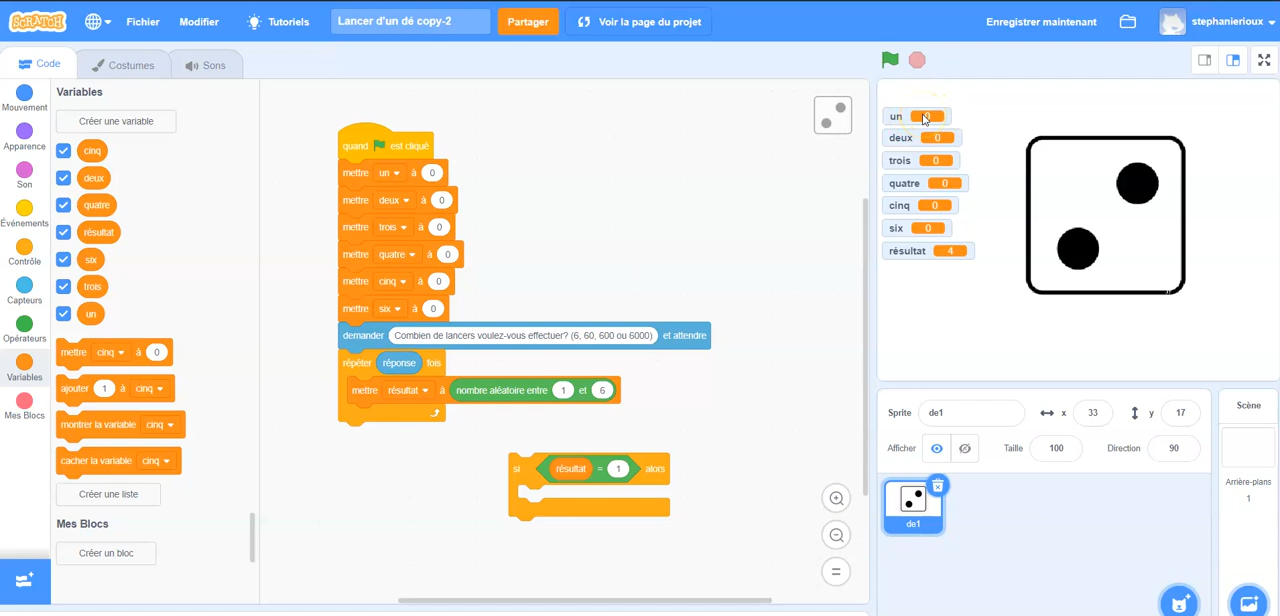 SCRATCH Fichier Modifier Tutoriels Lancer d'un dé copy-2 Partager Voir la page du projet Enregistrer maintenant stephanierioux
Code Costumes Sons
Mouvement
Apparence
Son
Événements
Contrôle
Capteurs
Opérateurs
Variables
Mes Blocs
Variables
Créer une variable
cinq
deux
quatre
résultat
six
trois
un
mettre cinq à 0
ajouter 1 à cinq
montrer la variable cinq
cacher la variable cinq
Créer une liste
Mes Blocs
Créer un bloc
quand est cliqué
mettre un à 0
mettre deux à 0
mettre trois à 0
mettre quatre à 0
mettre cinq à 0
mettre six à 0
demander Combien de lancers voulez-vous effectuer? (6, 60, 600 ou 6000) et attendre
répéter réponse fois
mettre résultat à nombre aléatoire entre 1 et 6
si résultat = 1 alors
un
deux 0
trois 0
quatre 0
cinq 0
six 0
résultat 4
Sprite de1 x 33 y 17
Afficher Taille 100 Direction 90
de1
Scène
Arrière-plans
1